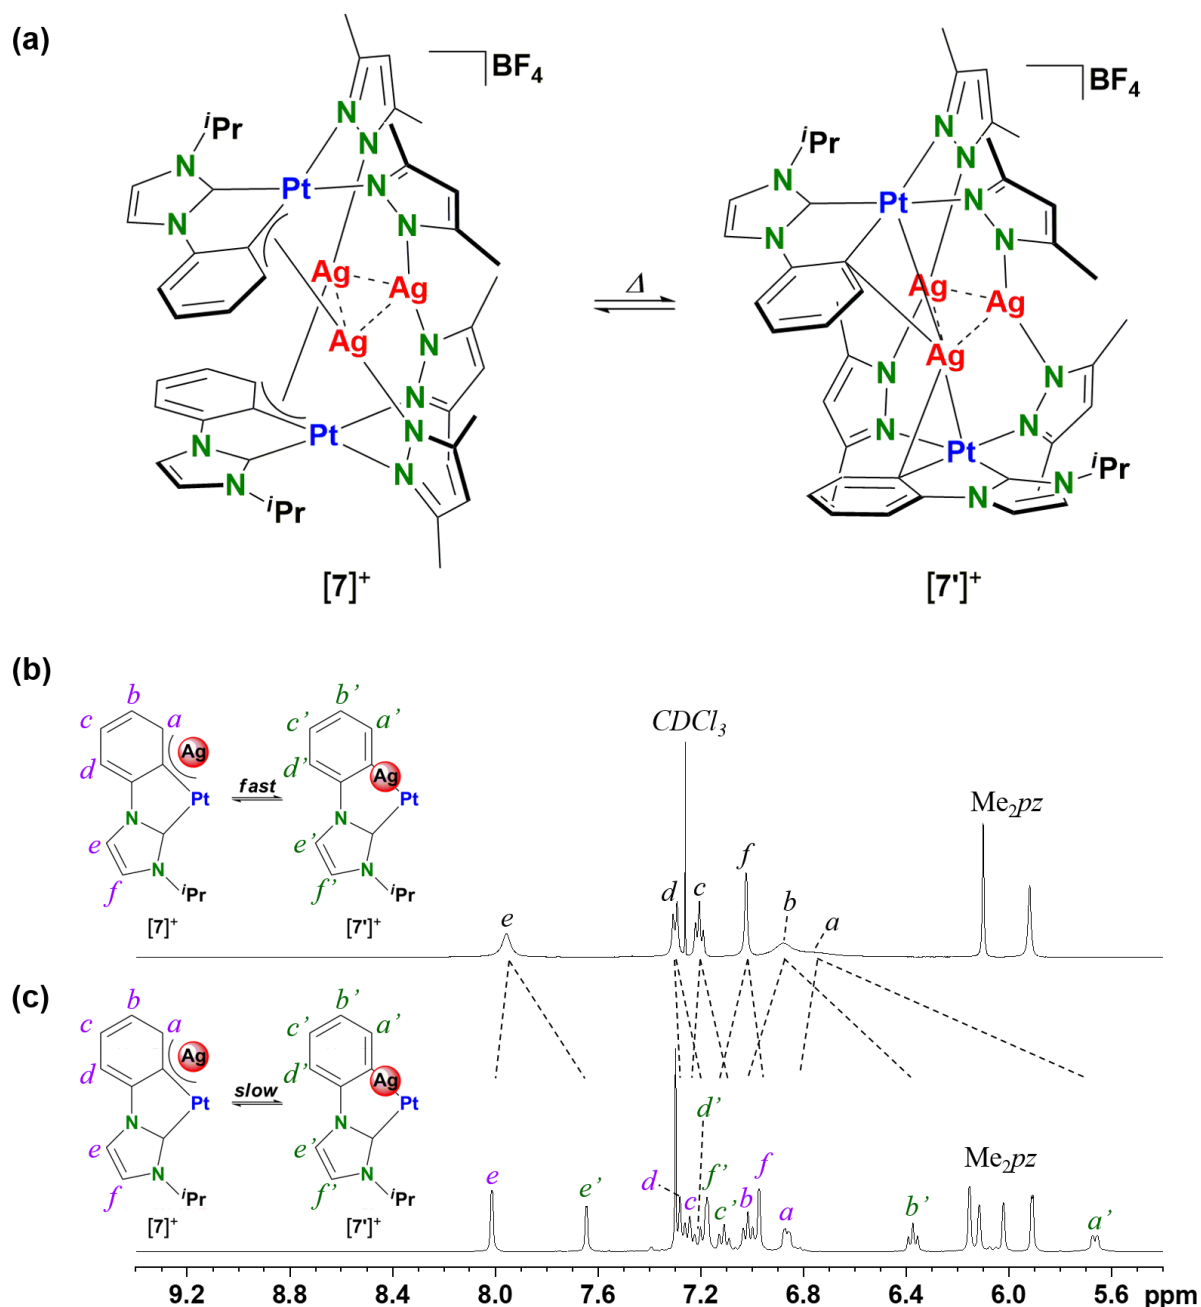 (a)
BF4
BF4
iPr
iPr
N
N
N
N
N
N
Pt
Pt
N
N
N
N
N
N
Ag
Ag
Δ
Ag
Ag
Ag
Ag
N
N
N
N
N
N
N
N
Pt
Pt
N
N
N
N
iPr
iPr
[7]+
[7']+
(b)
b
b'
c
a
c'
a'
Ag
d
d'
Ag
fast
Pt
Pt
N
N
e
e'
N
N
f
f'
iPr
iPr
[7]+
[7']+
CDCl3
Me2pz
e
d
c
f
b
a
(c)
b
b'
c
a
c'
a'
Ag
d
d'
Ag
slow
Pt
Pt
N
N
e
e'
N
N
f
f'
iPr
iPr
[7]+
[7']+
d'
Me2pz
e
e'
d
c
f'
c'
b
f
a
b'
a'
9.2 8.8 8.4 8.0 7.6 7.2 6.8 6.4 6.0 5.6 ppm